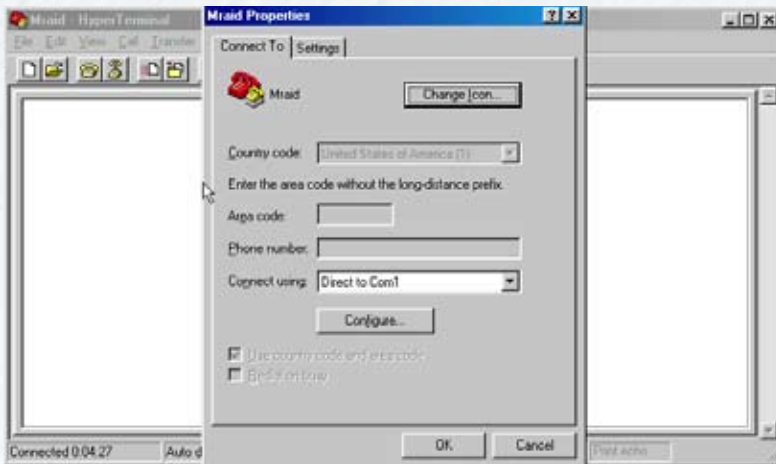 Mraid - HyperTerminal
File Edit View Call Transfer
Mraid Properties
Connect To
Settings
Mraid
Change Icon...
Country code:
United States of America (1)
Enter the area code without the long-distance prefix.
Area code:
Phone number:
Connect using:
Direct to Com1
Configure...
Use country code and area code
Redial on busy
OK
Cancel
Connected 0:04:27
Auto d
Print echo